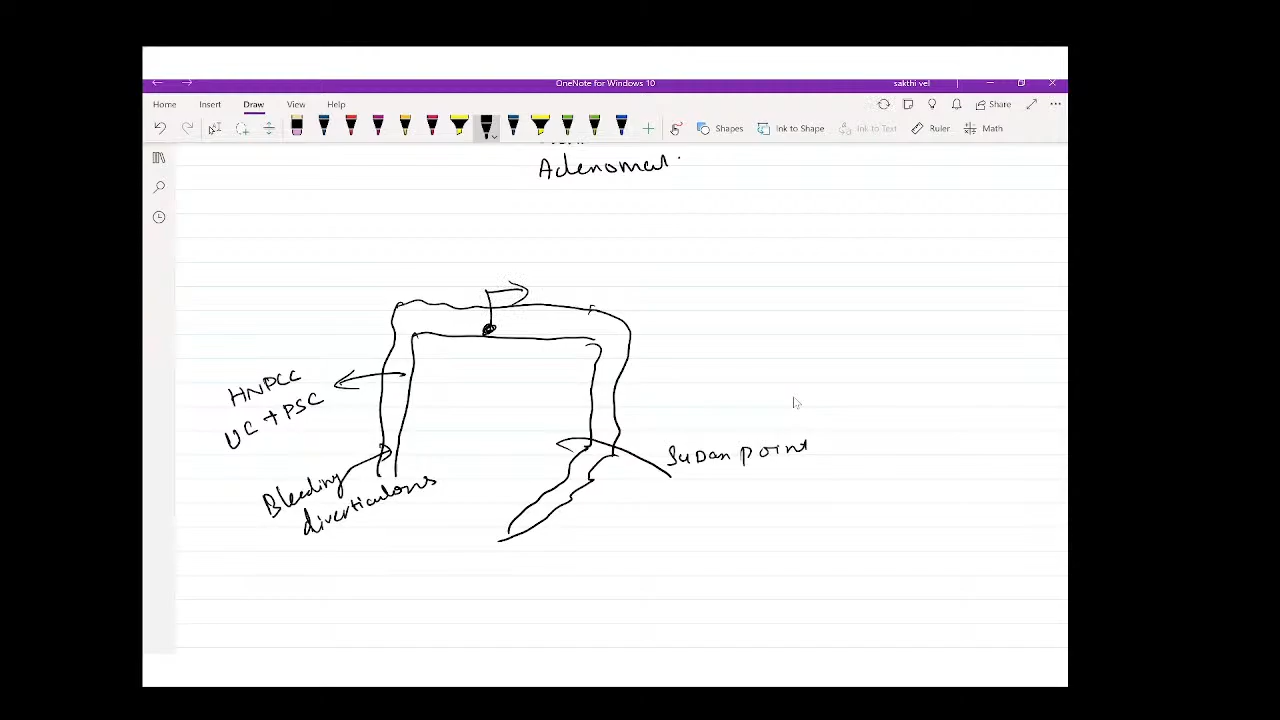 OneNote for Windows 10
sakthi vel
Home Insert Draw View Help
Share
Shapes
Ink to Shape
Ink to Text
Ruler
Math
Adenomas
HNPCC
UC + PSC
Bleeding
diverticulosis
Sudan point